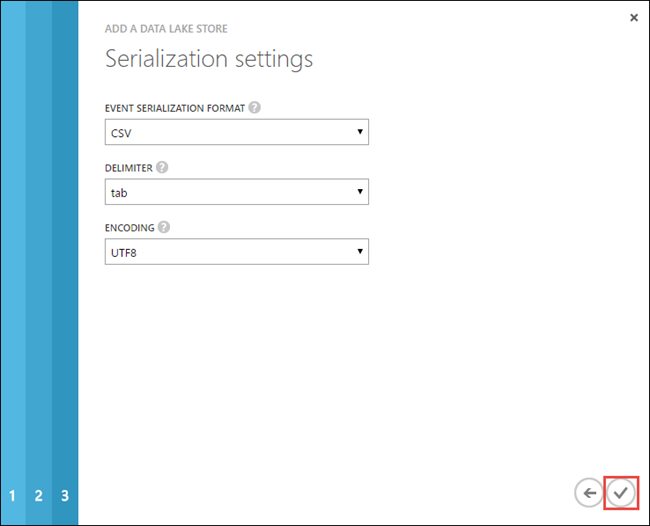 ADD A DATA LAKE STORE
Serialization settings
EVENT SERIALIZATION FORMAT ?
CSV
DELIMITER ?
tab
ENCODING ?
UTF8
1 2 3